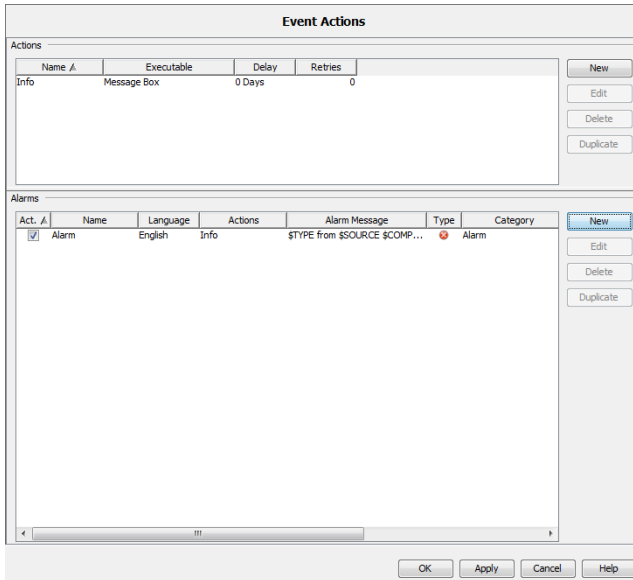 Event Actions
Actions
Name Executable Delay Retries
Info Message Box 0 Days 0
New
Edit
Delete
Duplicate
Alarms
Act. Name Language Actions Alarm Message Type Category
Alarm English Info $TYPE from $SOURCE $COMP... Alarm
New
Edit
Delete
Duplicate
OK Apply Cancel Help